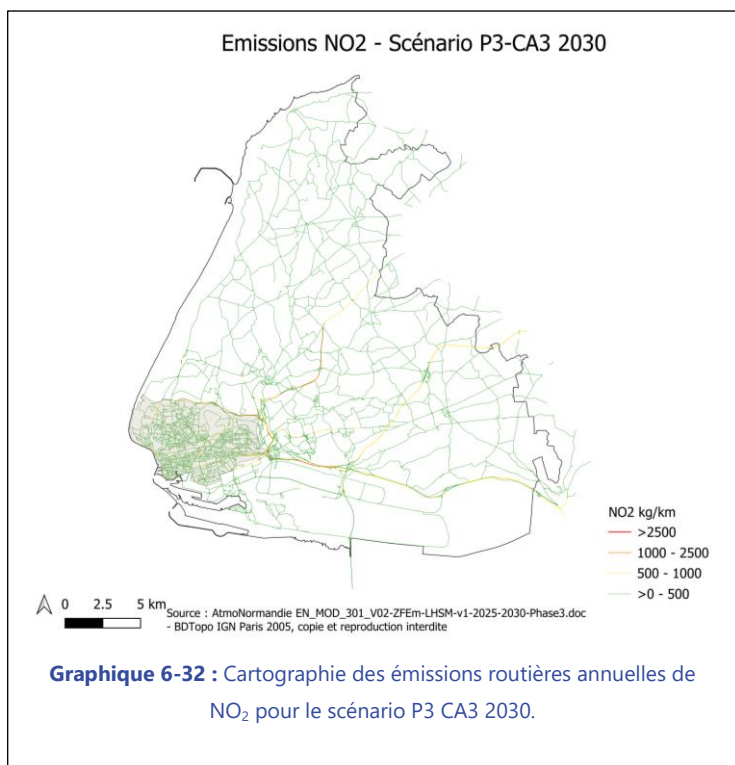 Emissions NO2 - Scénario P3-CA3 2030
NO2 kg/km
>2500
1000 - 2500
500 - 1000
>0 - 500
0 2.5 5 km
Source : AtmoNormandie EN_MOD_301_V02-ZFEm-LHSM-v1-2025-2030-Phase3.doc
- BDTopo IGN Paris 2005, copie et reproduction interdite
Graphique 6-32 : Cartographie des émissions routières annuelles de
NO₂ pour le scénario P3 CA3 2030.